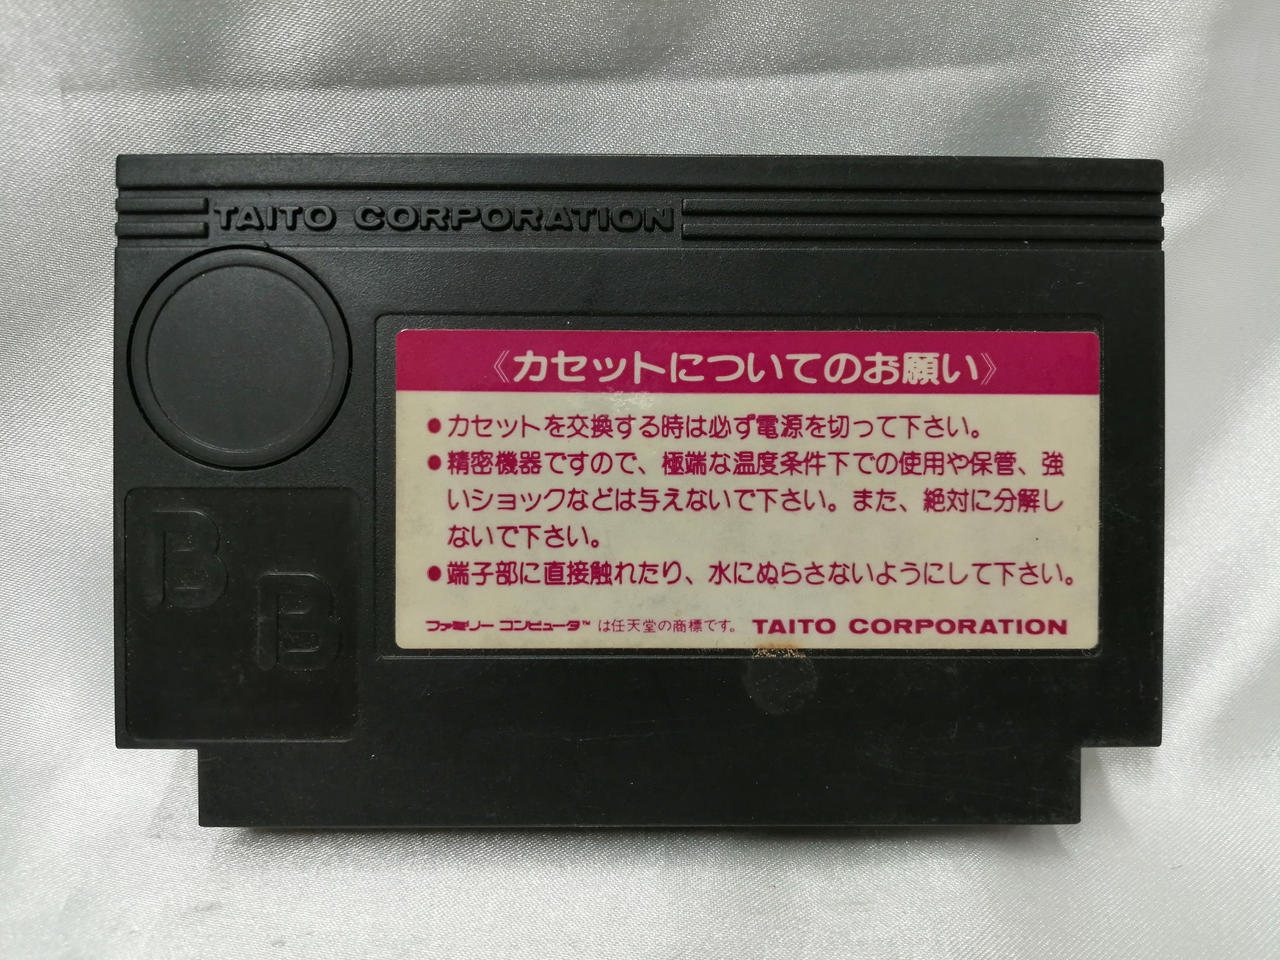 TAITO CORPORATION
《カセットについてのお願い》
●カセットを交換する時は必ず電源を切って下さい。
●精密機器ですので、極端な温度条件下での使用や保管、強
いショックなどは与えないで下さい。また、絶対に分解し
ないで下さい。
●端子部に直接触れたり、水にぬらさないようにして下さい。
ファミリー コンピュータ™ は任天堂の商標です。 TAITO CORPORATION
B
B